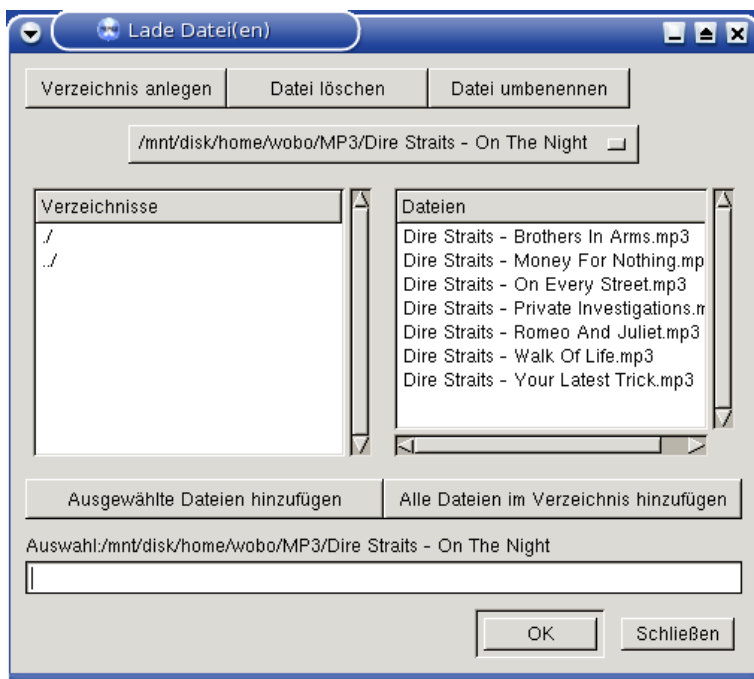 Lade Datei(en)
Verzeichnis anlegen
Datei löschen
Datei umbenennen
/mnt/disk/home/wobo/MP3/Dire Straits - On The Night
Verzeichnisse
./
../
Dateien
Dire Straits - Brothers In Arms.mp3
Dire Straits - Money For Nothing.mp
Dire Straits - On Every Street.mp3
Dire Straits - Private Investigations.m
Dire Straits - Romeo And Juliet.mp3
Dire Straits - Walk Of Life.mp3
Dire Straits - Your Latest Trick.mp3
Ausgewählte Dateien hinzufügen
Alle Dateien im Verzeichnis hinzufügen
Auswahl:/mnt/disk/home/wobo/MP3/Dire Straits - On The Night
OK
Schließen